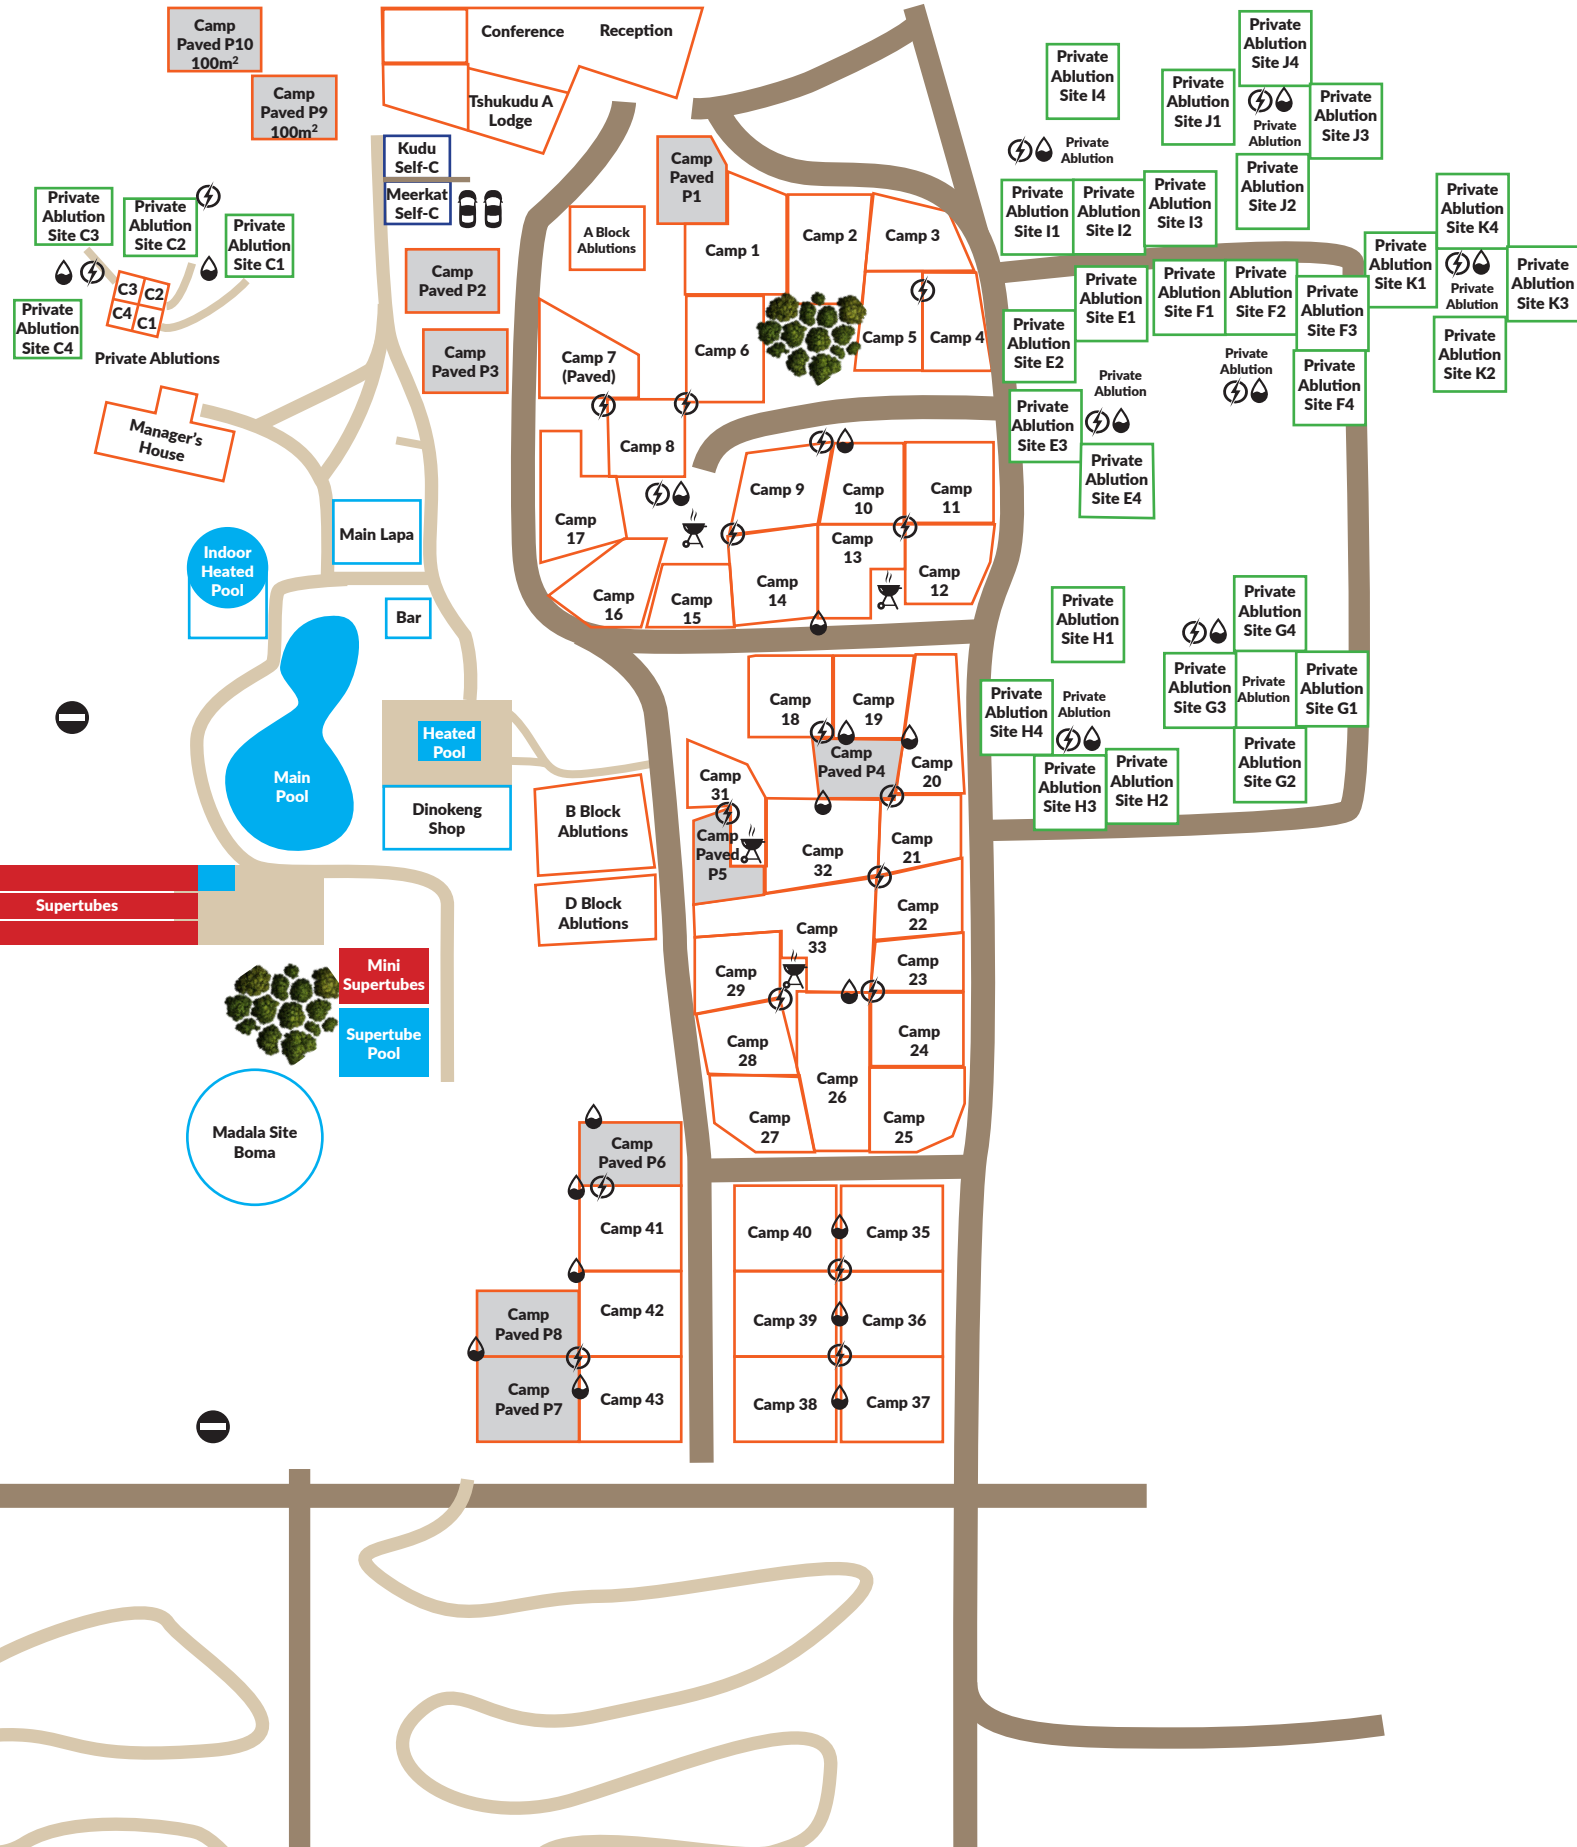 Camp
Paved P10
100m²
Camp
Paved P9
100m²
Conference
Reception
Tshukudu A
Lodge
Kudu
Self-C
Meerkat
Self-C
Camp
Paved
P1
A Block
Ablutions
Camp 1
Camp 2
Camp 3
Camp
Paved P2
Camp
Paved P3
Camp 7
(Paved)
Camp 6
Camp 5
Camp 4
Camp 8
Private
Ablution
Site C3
Private
Ablution
Site C2
Private
Ablution
Site C1
Private
Ablution
Site C4
C3
C2
C4
C1
Private Ablutions
Manager's
House
Main Lapa
Indoor
Heated
Pool
Bar
Main
Pool
Heated
Pool
Dinokeng
Shop
B Block
Ablutions
D Block
Ablutions
Supertubes
Mini
Supertubes
Supertube
Pool
Madala Site
Boma
Camp 9
Camp
10
Camp
11
Camp
17
Camp
13
Camp
12
Camp
14
Camp
16
Camp
15
Camp
18
Camp
19
Camp
Paved P4
Camp
20
Camp
31
Camp
Paved
P5
Camp
32
Camp
21
Camp
22
Camp
33
Camp
23
Camp
29
Camp
24
Camp
28
Camp
26
Camp
27
Camp
25
Camp
Paved P6
Camp 41
Camp 42
Camp
Paved P8
Camp
Paved P7
Camp 43
Camp 40
Camp 35
Camp 39
Camp 36
Camp 38
Camp 37
Private
Ablution
Site I4
Private
Ablution
Private
Ablution
Site I1
Private
Ablution
Site I2
Private
Ablution
Site I3
Private
Ablution
Site J4
Private
Ablution
Site J1
Private
Ablution
Private
Ablution
Site J3
Private
Ablution
Site J2
Private
Ablution
Site K4
Private
Ablution
Site K1
Private
Ablution
Private
Ablution
Site K3
Private
Ablution
Site K2
Private
Ablution
Site E1
Private
Ablution
Site E2
Private
Ablution
Private
Ablution
Site E3
Private
Ablution
Site E4
Private
Ablution
Site F1
Private
Ablution
Site F2
Private
Ablution
Site F3
Private
Ablution
Private
Ablution
Site F4
Private
Ablution
Site H1
Private
Ablution
Site H4
Private
Ablution
Private
Ablution
Site H3
Private
Ablution
Site H2
Private
Ablution
Site G4
Private
Ablution
Site G3
Private
Ablution
Private
Ablution
Site G1
Private
Ablution
Site G2